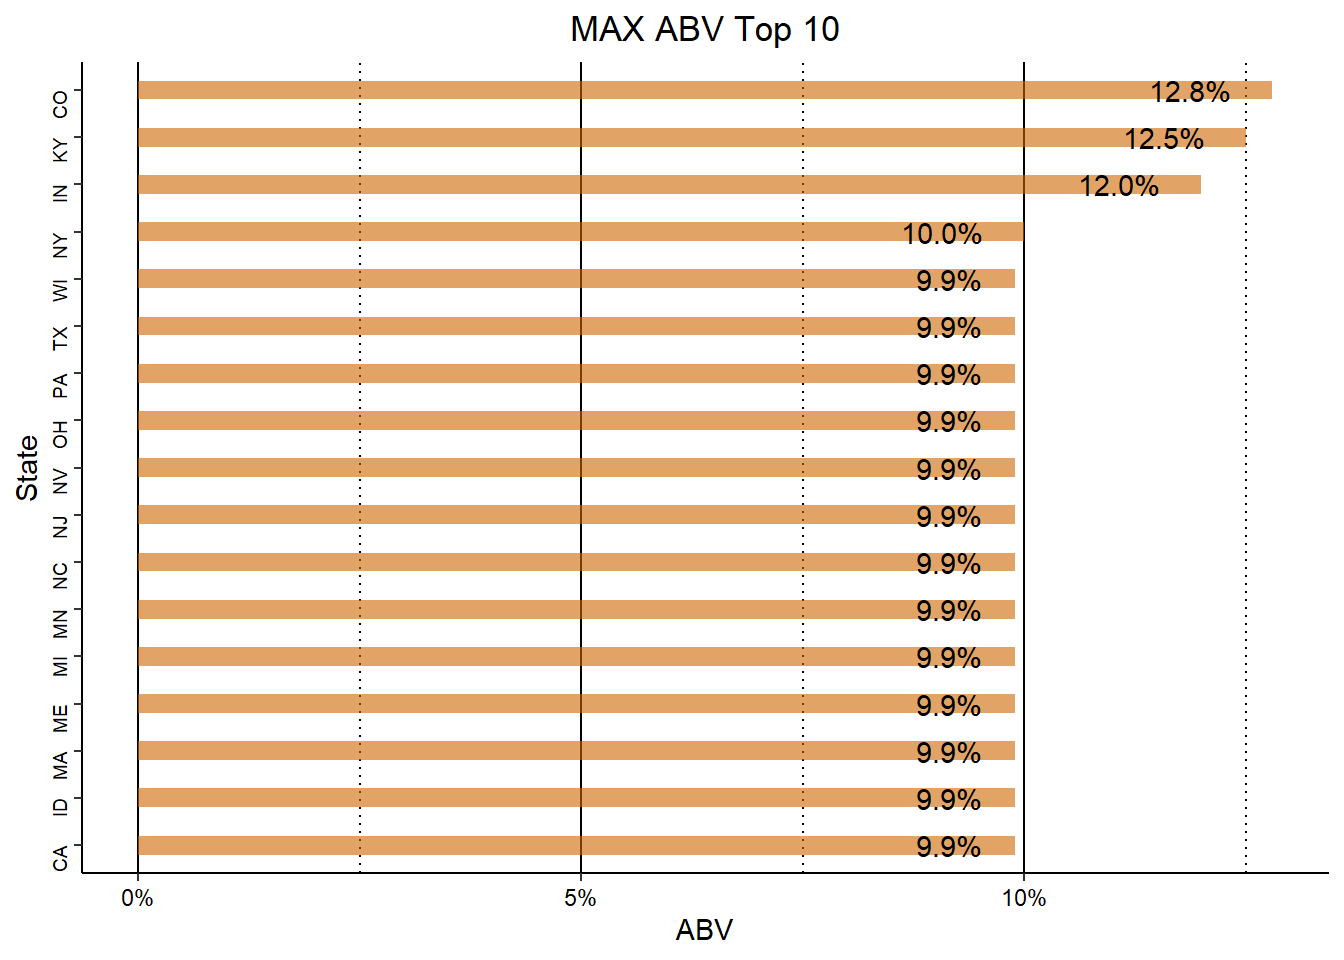 MAX ABV Top 10
CO 12.8%
KY 12.5%
IN 12.0%
NY 10.0%
WI 9.9%
TX 9.9%
PA 9.9%
OH 9.9%
NV 9.9%
NJ 9.9%
NC 9.9%
MN 9.9%
MI 9.9%
ME 9.9%
MA 9.9%
ID 9.9%
CA 9.9%
State
0% 5% 10%
ABV